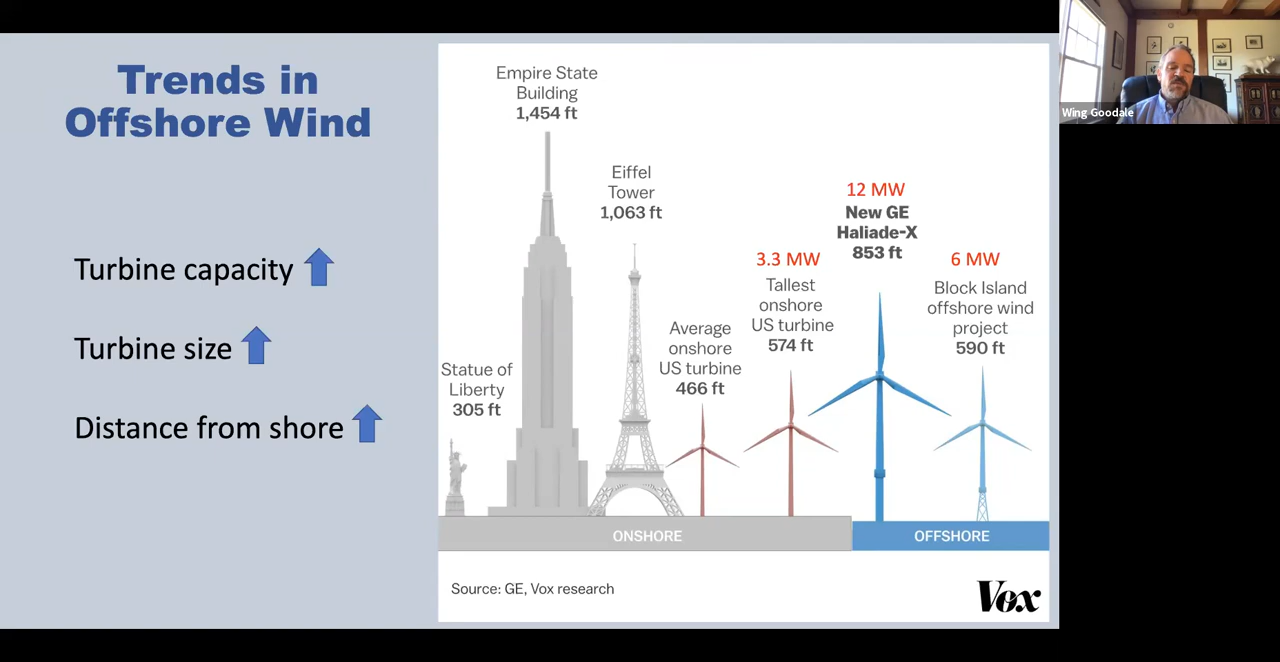 Trends in
Offshore Wind
Turbine capacity
Turbine size
Distance from shore
Empire State
Building
1,454 ft
Eiffel
Tower
1,063 ft
Statue of
Liberty
305 ft
Average
onshore
US turbine
466 ft
3.3 MW
Tallest
onshore
US turbine
574 ft
12 MW
New GE
Haliade-X
853 ft
6 MW
Block Island
offshore wind
project
590 ft
ONSHORE
OFFSHORE
Source: GE, Vox research
Vox
Wing Goodale